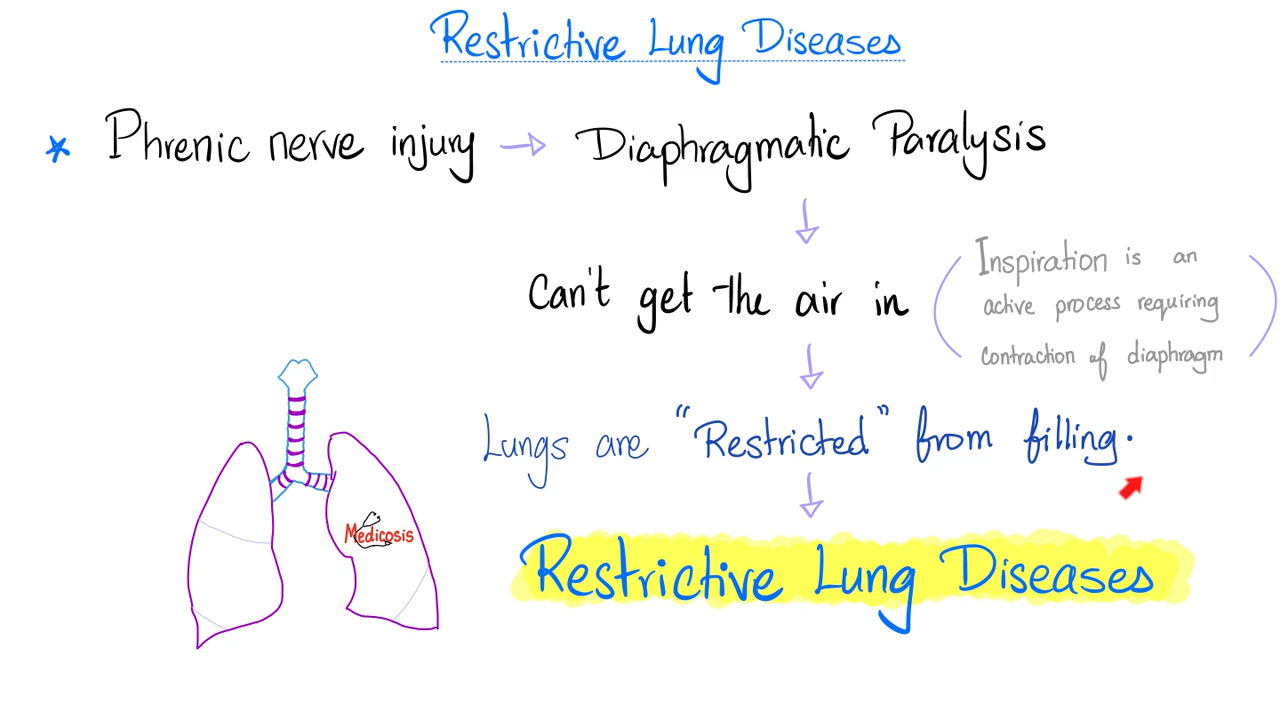 Restrictive Lung Diseases
* Phrenic nerve injury → Diaphragmatic Paralysis
Can't get the air in
(Inspiration is an
active process requiring
contraction of diaphragm)
Lungs are "Restricted" from filling.
Medicosis
Restrictive Lung Diseases